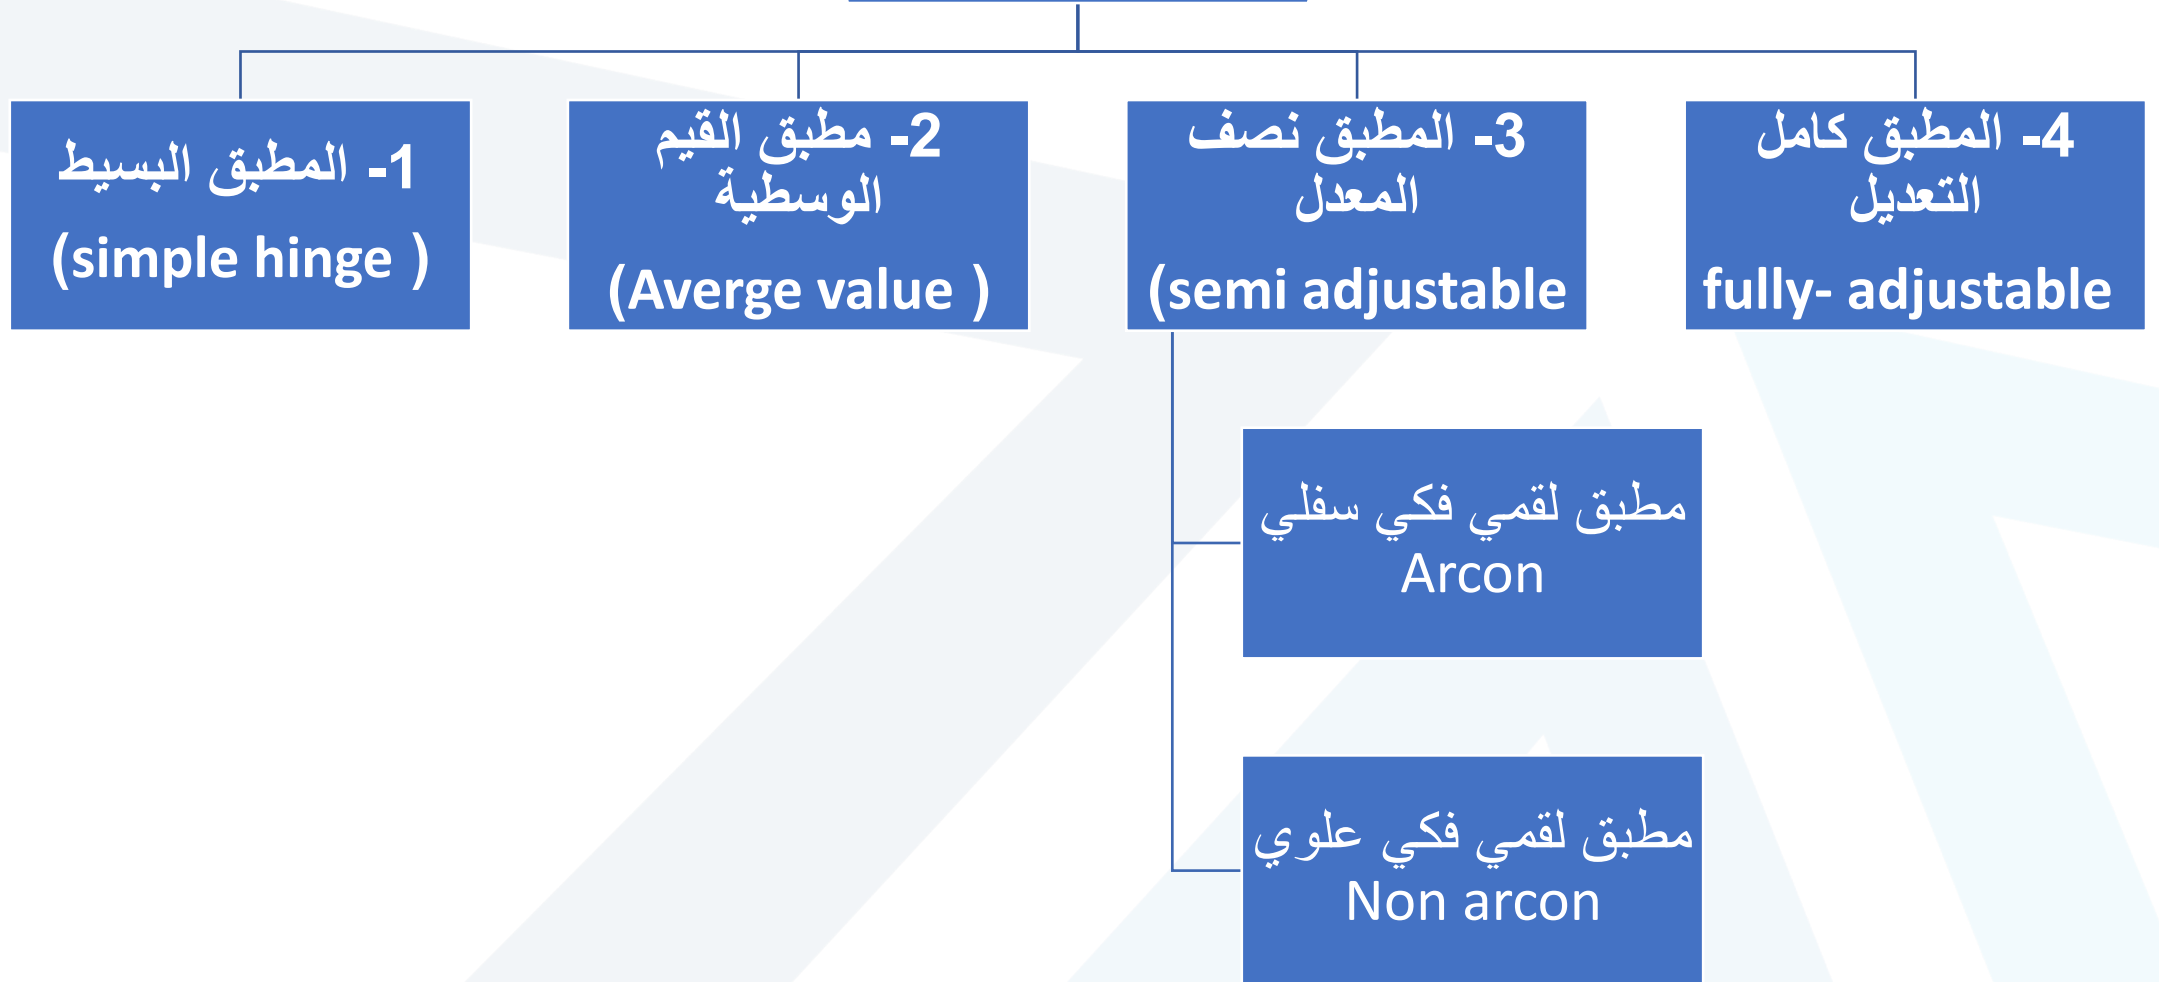 1- المطبق البسيط
(simple hinge )
2- مطبق القيم
الوسطية
(Averge value )
3- المطبق نصف
المعدل
(semi adjustable
4- المطبق كامل
التعديل
fully- adjustable
مطبق لقمي فكي سفلي
Arcon
مطبق لقمي فكي علوي
Non arcon